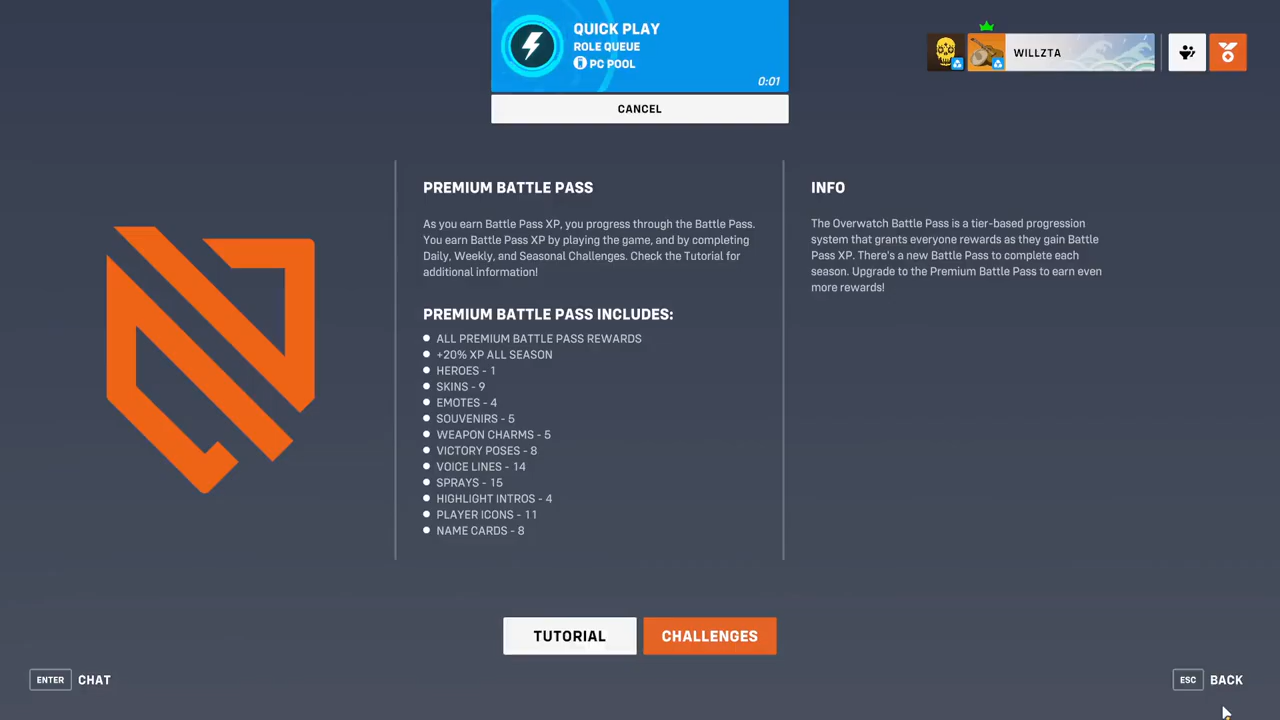 QUICK PLAY
ROLE QUEUE
PC POOL
0:01
CANCEL
WILLZTA
PREMIUM BATTLE PASS
As you earn Battle Pass XP, you progress through the Battle Pass.
You earn Battle Pass XP by playing the game, and by completing
Daily, Weekly, and Seasonal Challenges. Check the Tutorial for
additional information!
PREMIUM BATTLE PASS INCLUDES:
ALL PREMIUM BATTLE PASS REWARDS
+20% XP ALL SEASON
HEROES - 1
SKINS - 9
EMOTES - 4
SOUVENIRS - 5
WEAPON CHARMS - 5
VICTORY POSES - 8
VOICE LINES - 14
SPRAYS - 15
HIGHLIGHT INTROS - 4
PLAYER ICONS - 11
NAME CARDS - 8
INFO
The Overwatch Battle Pass is a tier-based progression
system that grants everyone rewards as they gain Battle
Pass XP. There's a new Battle Pass to complete each
season. Upgrade to the Premium Battle Pass to earn even
more rewards!
TUTORIAL
CHALLENGES
ENTER CHAT
ESC BACK